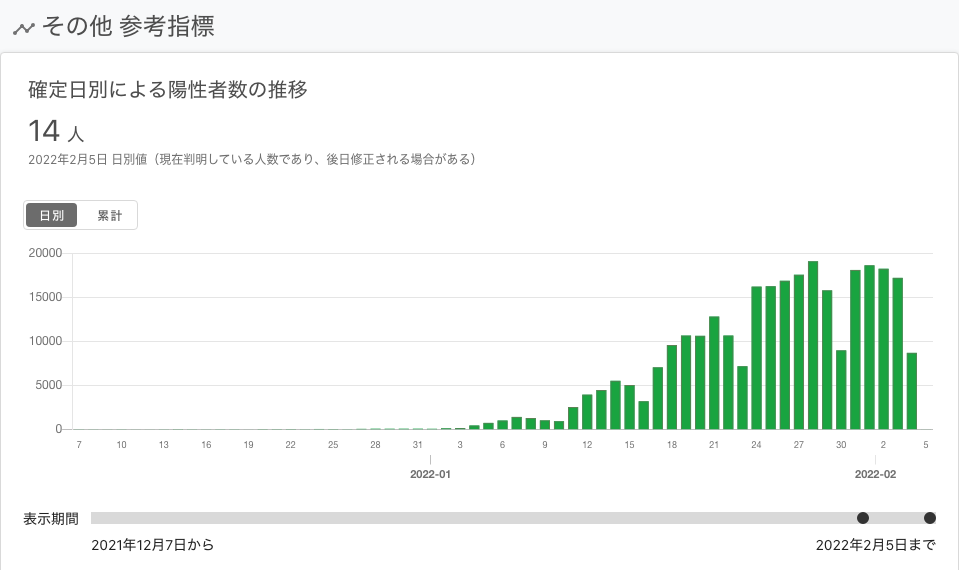 その他 参考指標
確定日別による陽性者数の推移
14 人
2022年2月5日 日別値（現在判明している人数であり、後日修正される場合がある）
日別 累計
20000
15000
10000
5000
0
7 10 13 16 19 22 25 28 31 3 6 9 12 15 18 21 24 27 30 2 5
2022-01 2022-02
表示期間
2021年12月7日から 2022年2月5日まで